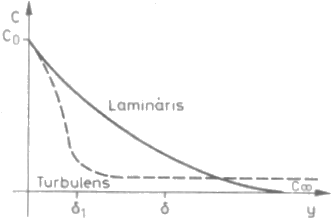 C
C₀
Lamináris
Turbulens
C∞
δ₁
δ
y